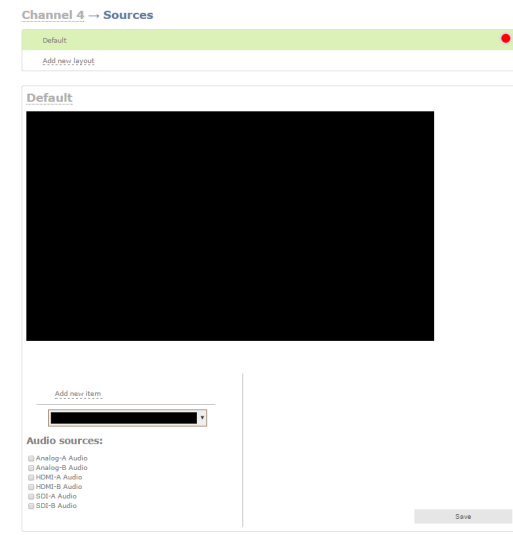 Channel 4 → Sources
Default
Add new layout
Default
Add new item
Audio sources:
Analog-A Audio
Analog-B Audio
HDMI-A Audio
HDMI-B Audio
SDI-A Audio
SDI-B Audio
Save